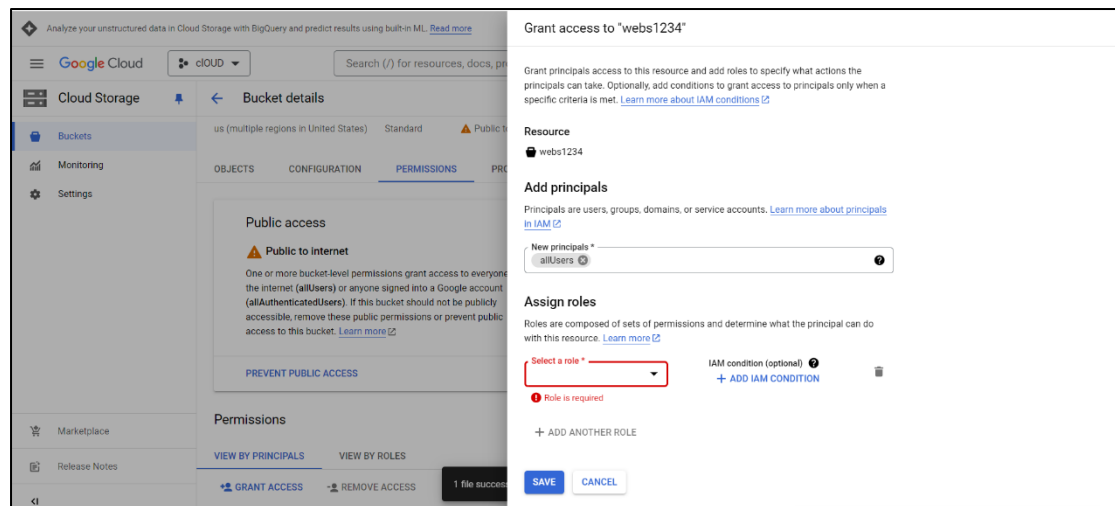 Analyze your unstructured data in Cloud Storage with BigQuery and predict results using built-in ML. Read more
Google Cloud
clOUD
Search (/) for resources, docs,
Cloud Storage
Bucket details
Buckets
Monitoring
Settings
us (multiple regions in United States) Standard Public
OBJECTS CONFIGURATION PERMISSIONS
Public access
Public to internet
One or more bucket-level permissions grant access to everyone
the internet (allUsers) or anyone signed into a Google account
(allAuthenticatedUsers). If this bucket should not be publicly
accessible, remove these public permissions or prevent public
access to this bucket. Learn more
PREVENT PUBLIC ACCESS
Permissions
VIEW BY PRINCIPALS VIEW BY ROLES
GRANT ACCESS REMOVE ACCESS
1 file
Marketplace
Release Notes
Grant access to "webs1234"
Grant principals access to this resource and add roles to specify what actions the
principals can take. Optionally, add conditions to grant access to principals only when a
specific criteria is met. Learn more about IAM conditions
Resource
webs1234
Add principals
Principals are users, groups, domains, or service accounts. Learn more about principals
in IAM
New principals *
allUsers
Assign roles
Roles are composed of sets of permissions and determine what the principal can do
with this resource. Learn more
Select a role *
IAM condition (optional)
+ ADD IAM CONDITION
Role is required
+ ADD ANOTHER ROLE
SAVE CANCEL